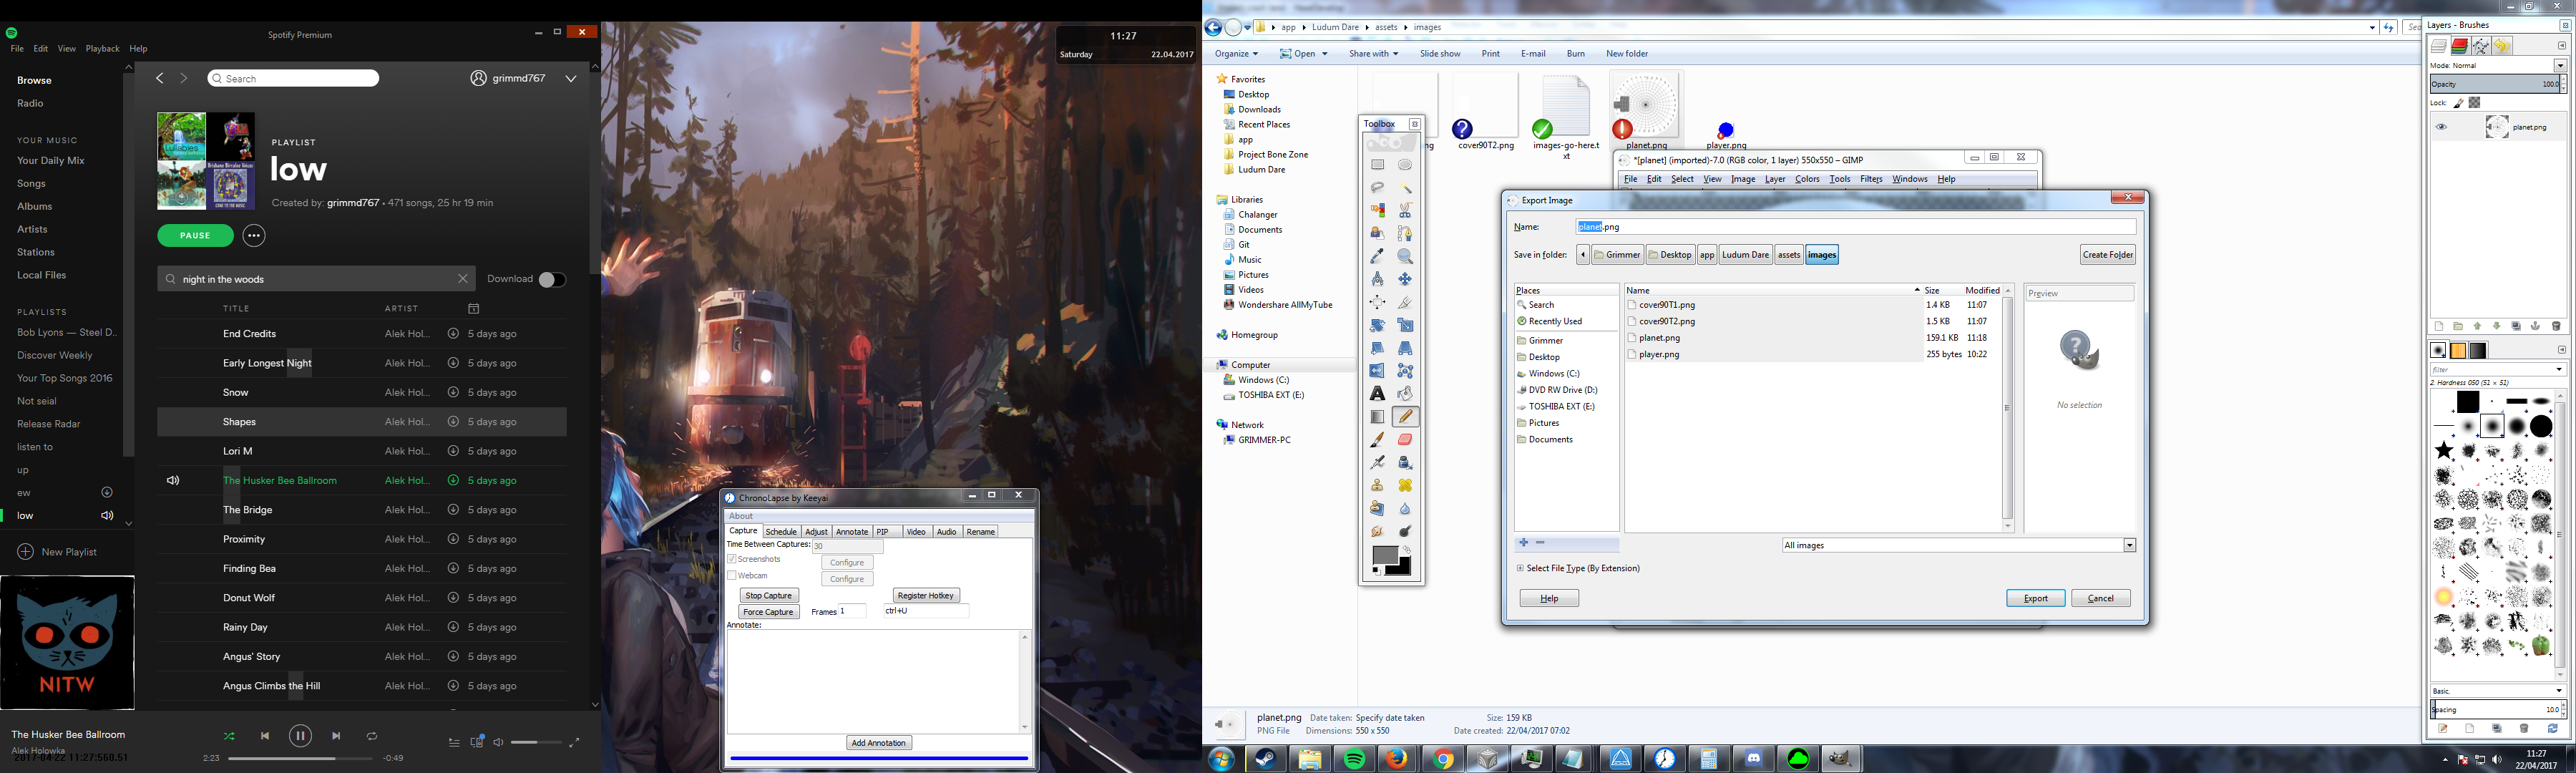 Spotify Premium
File Edit View Playback Help
Browse
Radio
YOUR MUSIC
Your Daily Mix
Songs
Albums
Artists
Stations
Local Files
PLAYLISTS
Bob Lyons — Steel D..
Discover Weekly
Your Top Songs 2016
Not seial
Release Radar
listen to
up
ew
low
New Playlist
NITW
Search
grimmd767
PLAYLIST
low
Created by: grimmd767 • 471 songs, 25 hr 19 min
PAUSE
night in the woods
Download
TITLE ARTIST
End Credits Alek Hol... 5 days ago
Early Longest Night Alek Hol... 5 days ago
Snow Alek Hol... 5 days ago
Shapes Alek Hol... 5 days ago
Lori M Alek Hol... 5 days ago
The Husker Bee Ballroom Alek Hol... 5 days ago
The Bridge Alek Hol... 5 days ago
Proximity Alek Hol... 5 days ago
Finding Bea Alek Hol... 5 days ago
Donut Wolf Alek Hol... 5 days ago
Rainy Day Alek Hol... 5 days ago
Angus' Story Alek Hol... 5 days ago
Angus Climbs the Hill Alek Hol... 5 days ago
The Husker Bee Ballroom
Alek Holowka
2017-04-22 11:27:00.51
2:23 -0:49
11:27
Saturday 22.04.2017
ChronoLapse by Keeyai
About
Capture Schedule Adjust Annotate PIP Video Audio Rename
Time Between Captures: 30
Screenshots Configure
Webcam Configure
Stop Capture Register Hotkey
Force Capture Frames 1 ctrl+U
Annotate:
Add Annotation
app Ludum Dare assets images
Organize Open Share with Slide show Print E-mail Burn New folder
Favorites
Desktop
Downloads
Recent Places
app
Project Bone Zone
Ludum Dare
Libraries
Chalanger
Documents
Git
Music
Pictures
Videos
Wondershare AllMyTube
Homegroup
Computer
Windows (C:)
TOSHIBA EXT (E:)
Network
GRIMMER-PC
cover90T2.png
images-go-here.txt
planet.png
player.png
Toolbox
*[planet] (imported)-7.0 (RGB color, 1 layer) 550x550 – GIMP
File Edit Select View Image Layer Colors Tools Filters Windows Help
Export Image
Name: planet.png
Save in folder: Grimmer Desktop app Ludum Dare assets images Create Folder
Places
Search
Recently Used
Grimmer
Desktop
Windows (C:)
DVD RW Drive (D:)
TOSHIBA EXT (E:)
Pictures
Documents
Name Size Modified
cover90T1.png 1.4 KB 11:07
cover90T2.png 1.5 KB 11:07
planet.png 159.1 KB 11:18
player.png 255 bytes 10:22
Preview
No selection
All images
Select File Type (By Extension)
Help Export Cancel
planet.png Date taken: Specify date taken Size: 159 KB
PNG File Dimensions: 550 x 550 Date created: 22/04/2017 07:02
Layers - Brushes
Mode: Normal
Opacity 100.0
Lock:
planet.png
filter
2. Hardness 050 (51 × 51)
Basic,
Spacing 10.0
11:27
22/04/2017